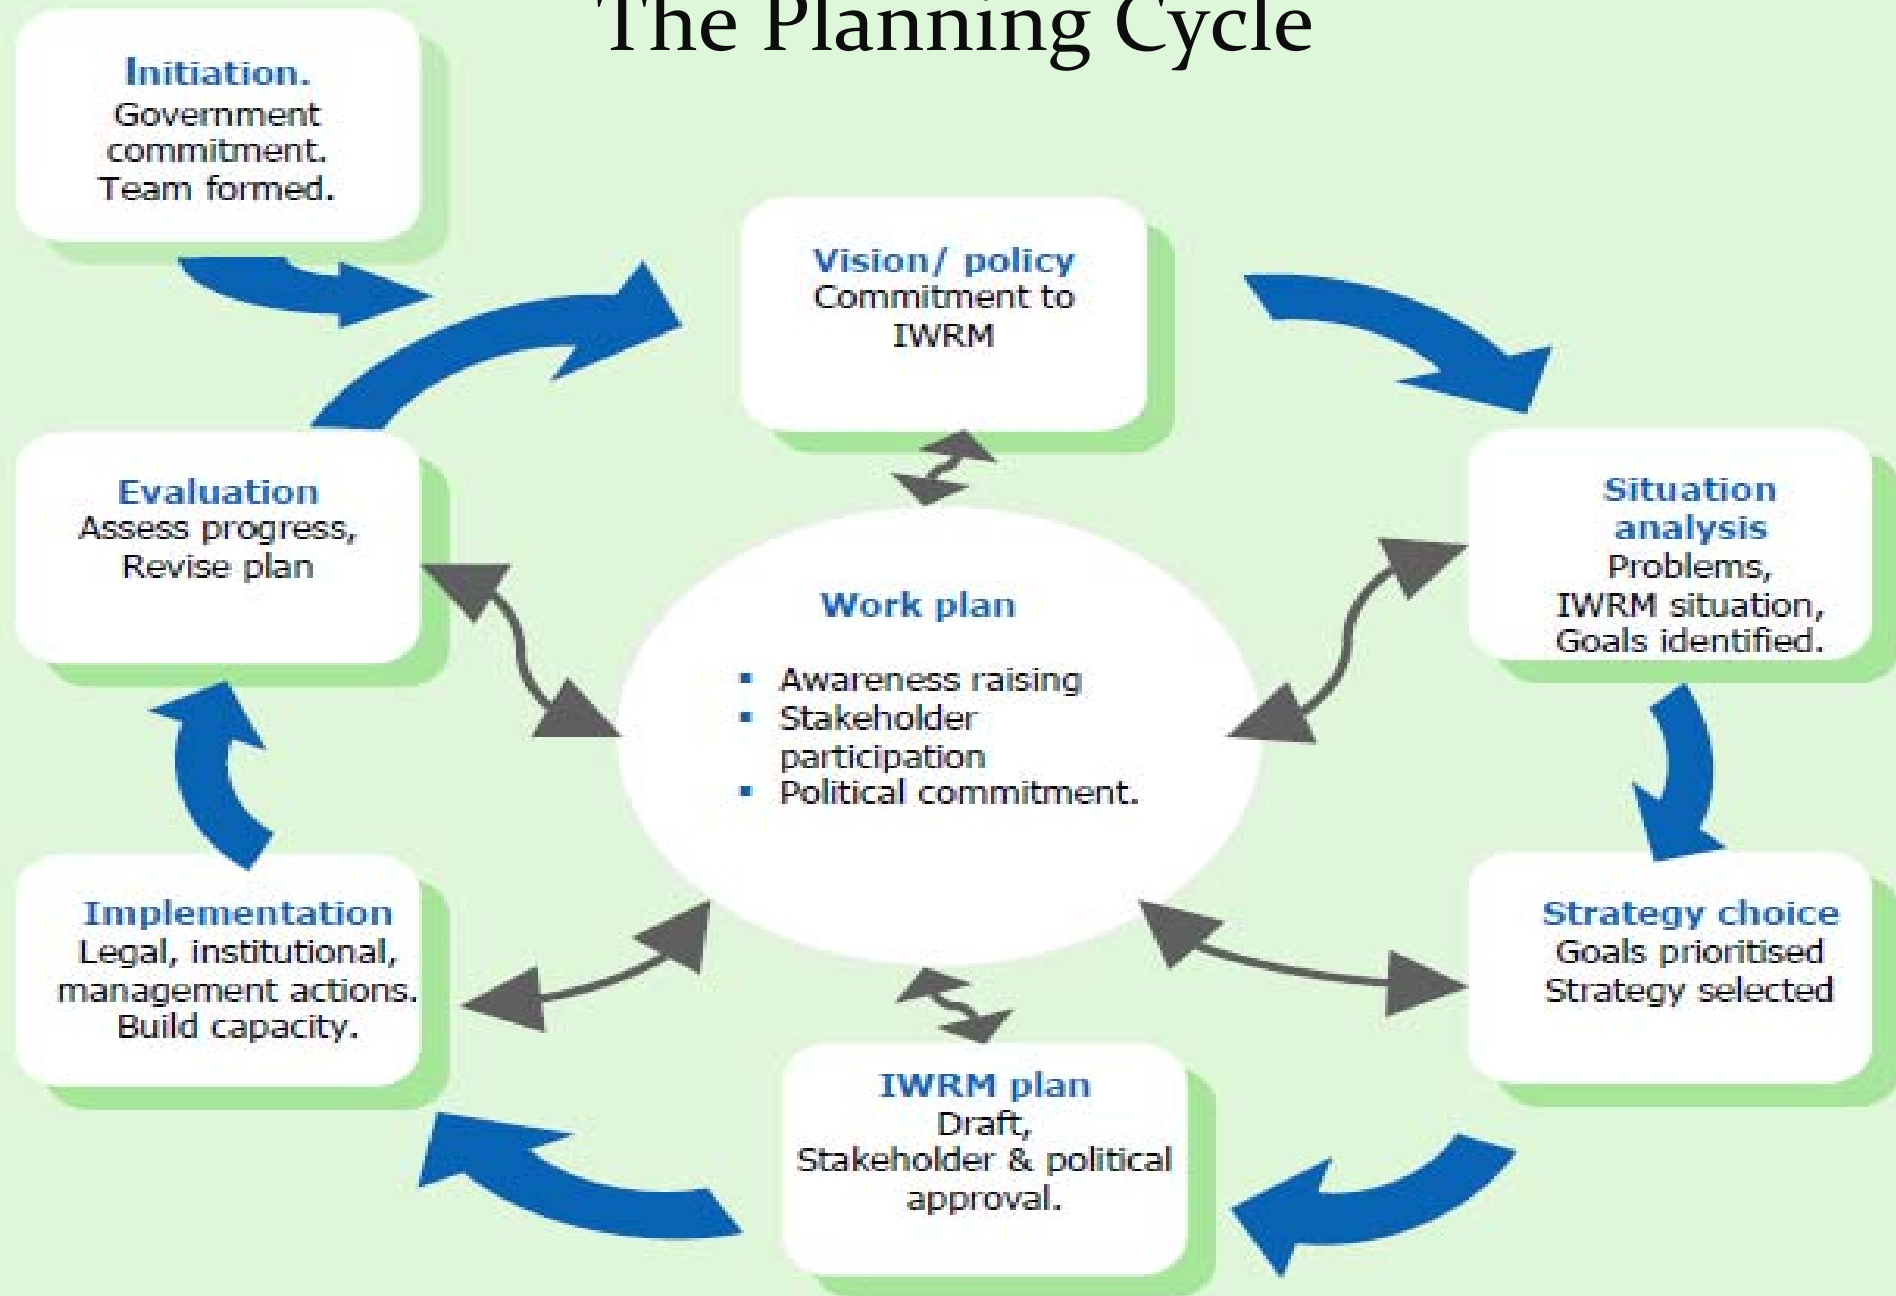 The Planning Cycle
Initiation.
Government
commitment.
Team formed.
Vision/ policy
Commitment to
IWRM
Situation
analysis
Problems,
IWRM situation,
Goals identified.
Strategy choice
Goals prioritised
Strategy selected
IWRM plan
Draft,
Stakeholder & political
approval.
Implementation
Legal, institutional,
management actions.
Build capacity.
Evaluation
Assess progress,
Revise plan
Work plan
▪ Awareness raising
▪ Stakeholder
participation
▪ Political commitment.